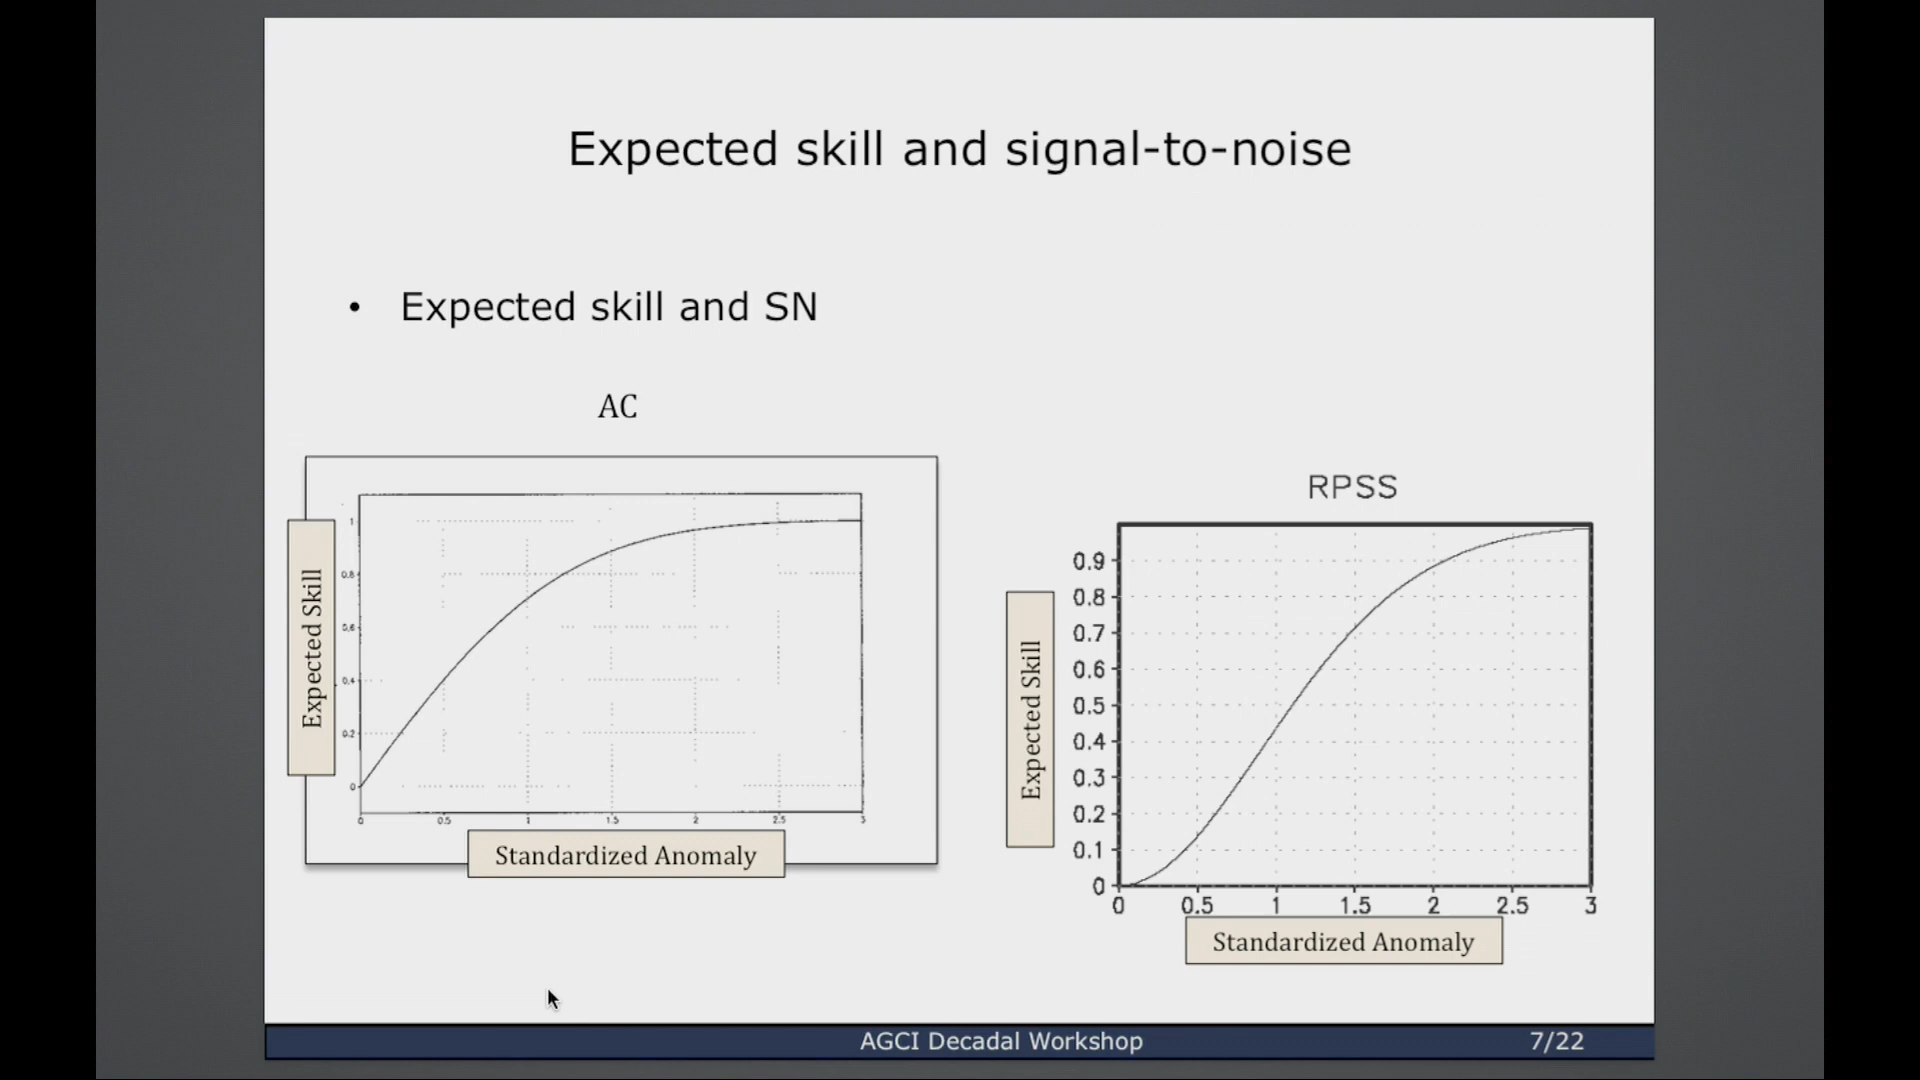 Expected skill and signal-to-noise
• Expected skill and SN
AC
Expected Skill
1
0.8
0.6
0.4
0.2
0
0 0.5 1 1.5 2 2.5 3
Standardized Anomaly
RPSS
Expected Skill
0.9
0.8
0.7
0.6
0.5
0.4
0.3
0.2
0.1
0
0 0.5 1 1.5 2 2.5 3
Standardized Anomaly
AGCI Decadal Workshop
7/22